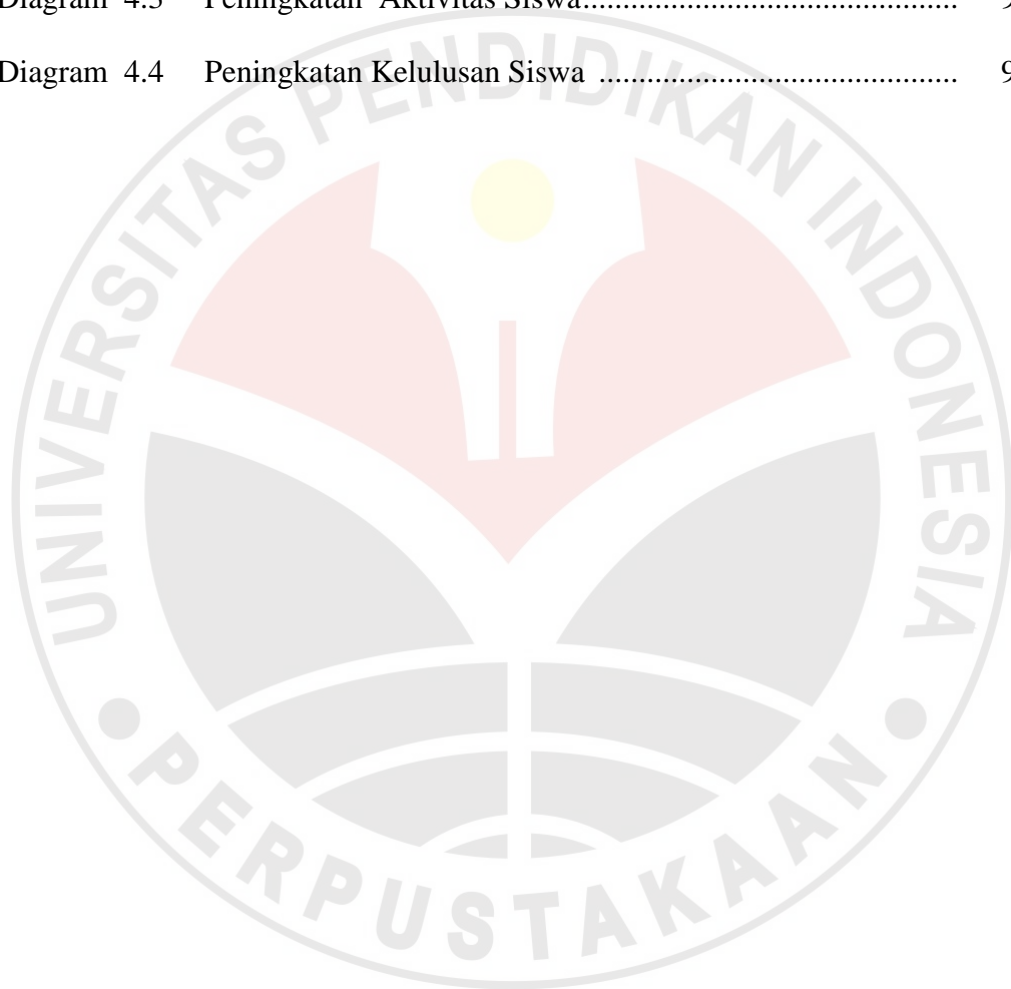 Diagram 4.3 Peningkatan Aktivitas Siswa.......................................... 9
Diagram 4.4 Peningkatan Kelulusan Siswa ....................................... 9
UNIVERSITAS PENDIDIKAN INDONESIA
PERPUSTAKAAN